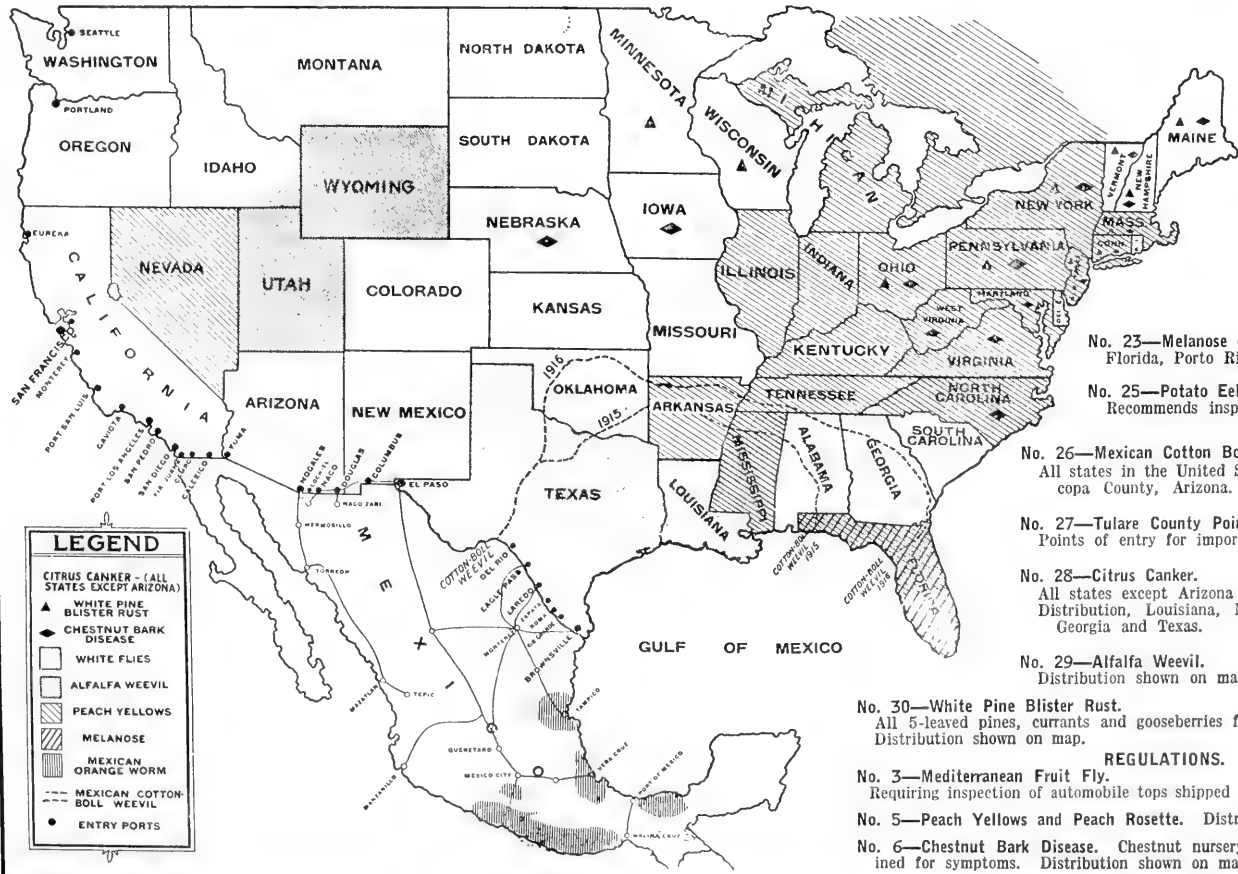 SEATTLE
WASHINGTON
PORTLAND
OREGON
IDAHO
MONTANA
WYOMING
NORTH DAKOTA
SOUTH DAKOTA
NEBRASKA
MINNESOTA
WISCONSIN
MICHIGAN
IOWA
MAINE
VERMONT
NEW HAMPSHIRE
NEW YORK
MASS.
CONN.
PENNSYLVANIA
MARYLAND
DEL.
EUREKA
CALIFORNIA
NEVADA
UTAH
COLORADO
KANSAS
MISSOURI
ILLINOIS
INDIANA
OHIO
WEST VIRGINIA
VIRGINIA
KENTUCKY
TENNESSEE
NORTH CAROLINA
SOUTH CAROLINA
SAN FRANCISCO
MONTEREY
PORT SAN LUIS
GAVIOTA
PORT LOS ANGELES
SAN PEDRO
SAN DIEGO
TIA JUANA
CALEXICO
YUMA
ARIZONA
NEW MEXICO
OKLAHOMA
1916
1915
ARKANSAS
MISSISSIPPI
ALABAMA
GEORGIA
FLORIDA
LOUISIANA
TEXAS
NOGALES
NACO
DOUGLAS
COLUMBUS
EL PASO
NACOZARI
HERMOSILLO
TORREON
MEXICO
COTTON-BOLL WEEVIL
DEL RIO
EAGLE PASS
LAREDO
ZAPATA
ROMA
RIO GRANDE
BROWNSVILLE
MONTEREY
COTTON-BOLL WEEVIL 1915
COTTON-BOLL WEEVIL 1916
GULF OF MEXICO
MAZATLAN
TEPIC
TAMPICO
QUERETARO
MEXICO CITY
VERA CRUZ
MANZANILLO
PORT OF MEXICO
SALINA CRUZ
LEGEND
CITRUS CANKER - (ALL
STATES EXCEPT ARIZONA)
WHITE PINE
BLISTER RUST
CHESTNUT BARK
DISEASE
WHITE FLIES
ALFALFA WEEVIL
PEACH YELLOWS
MELANOSE
MEXICAN
ORANGE WORM
MEXICAN COTTON-
BOLL WEEVIL
ENTRY PORTS
No. 23—Melanose
Florida, Porto Ri
No. 25—Potato Eel
Recommends insp
No. 26—Mexican Cotton Bo
All states in the United S
copa County, Arizona.
No. 27—Tulare County Poin
Points of entry for impor
No. 28—Citrus Canker.
All states except Arizona
Distribution, Louisiana,
Georgia and Texas.
No. 29—Alfalfa Weevil.
Distribution shown on ma
No. 30—White Pine Blister Rust.
All 5-leaved pines, currants and gooseberries f
Distribution shown on map.
REGULATIONS.
No. 3—Mediterranean Fruit Fly.
Requiring inspection of automobile tops shipped
No. 5—Peach Yellows and Peach Rosette. Distr
No. 6—Chestnut Bark Disease. Chestnut nurser
ined for symptoms. Distribution shown on ma